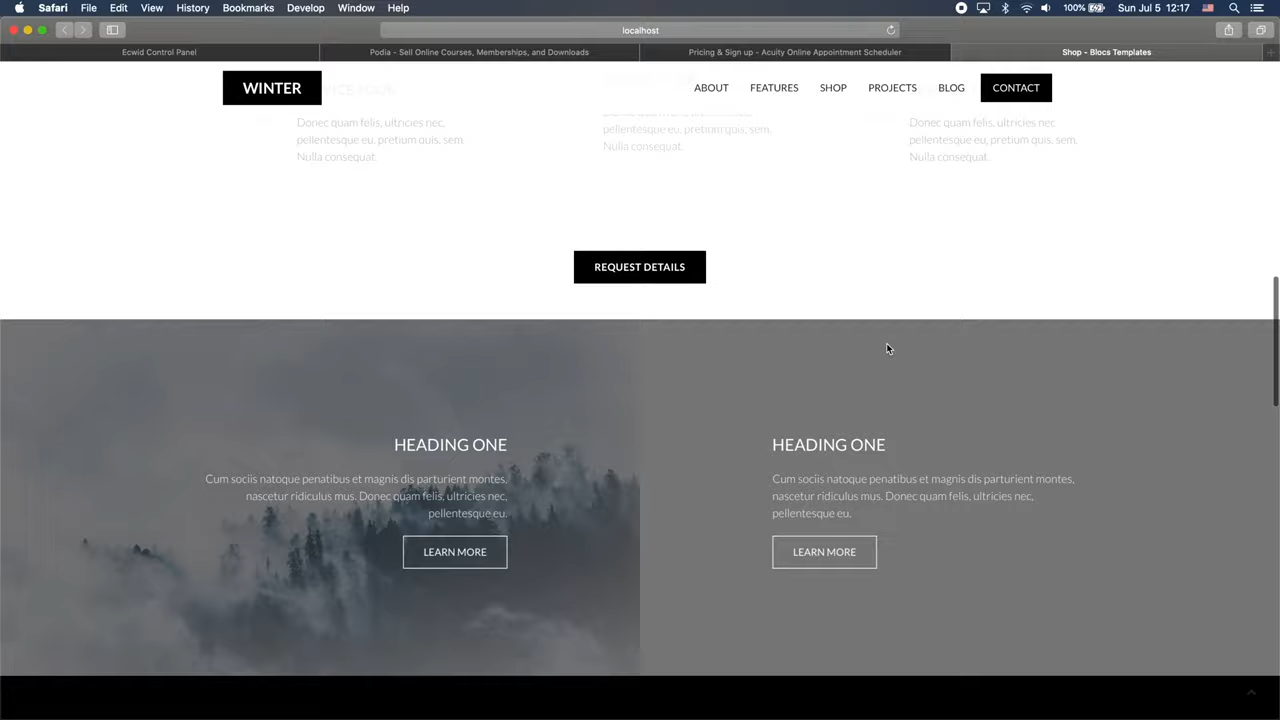 Safari File Edit View History Bookmarks Develop Window Help
100% Sun Jul 5 12:17
localhost
Ecwid Control Panel
Podia - Sell Online Courses, Memberships, and Downloads
Pricing & Sign up - Acuity Online Appointment Scheduler
Shop - Blocs Templates
WINTER
ABOUT FEATURES SHOP PROJECTS BLOG CONTACT
Donec quam felis, ultricies nec,
pellentesque eu, pretium quis, sem.
Nulla consequat.
pellentesque eu, pretium quis, sem.
Nulla consequat.
Donec quam felis, ultricies nec
pellentesque eu, pretium quis, sem.
Nulla consequat.
REQUEST DETAILS
HEADING ONE
Cum sociis natoque penatibus et magnis dis parturient montes,
nascetur ridiculus mus. Donec quam felis, ultricies nec,
pellentesque eu.
LEARN MORE
HEADING ONE
Cum sociis natoque penatibus et magnis dis parturient montes,
nascetur ridiculus mus. Donec quam felis, ultricies nec,
pellentesque eu.
LEARN MORE